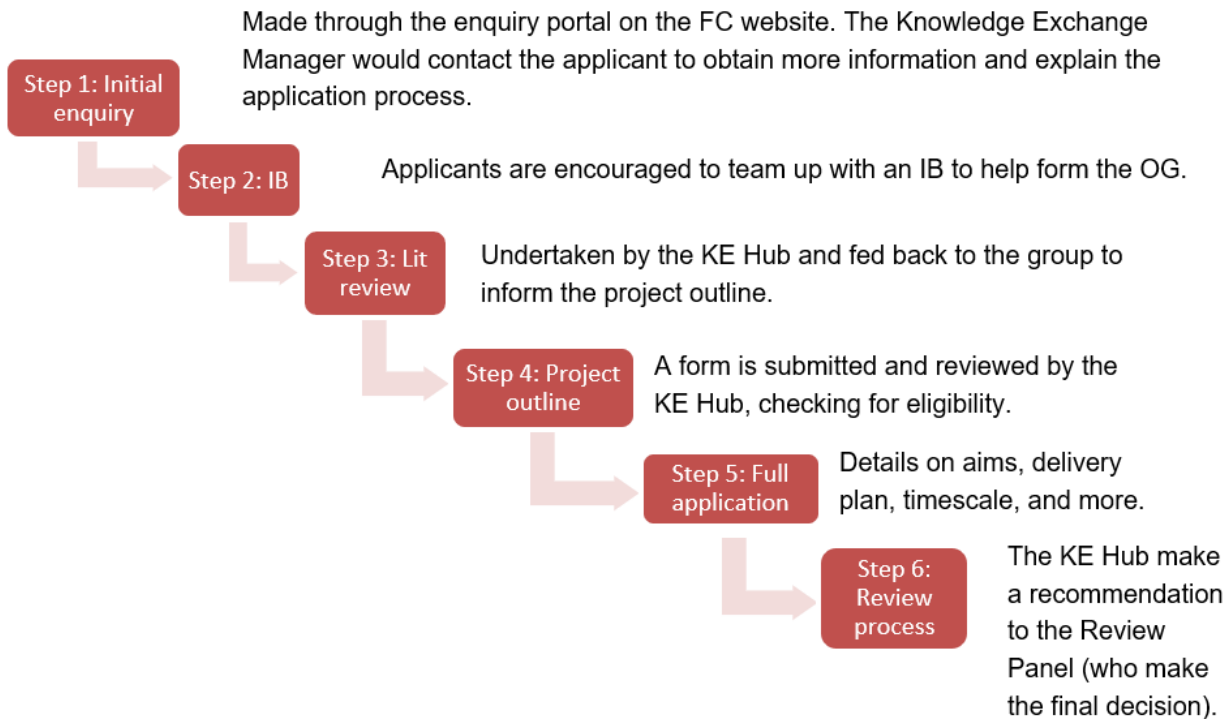 Made through the enquiry portal on the FC website. The Knowledge Exchange
Manager would contact the applicant to obtain more information and explain the
application process.
Step 1: Initial
enquiry
Step 2: IB
Applicants are encouraged to team up with an IB to help form the OG.
Step 3: Lit
review
Undertaken by the KE Hub and fed back to the group to
inform the project outline.
Step 4: Project
outline
A form is submitted and reviewed by the
KE Hub, checking for eligibility.
Step 5: Full
application
Details on aims, delivery
plan, timescale, and more.
Step 6:
Review
process
The KE Hub make
a recommendation
to the Review
Panel (who make
the final decision).